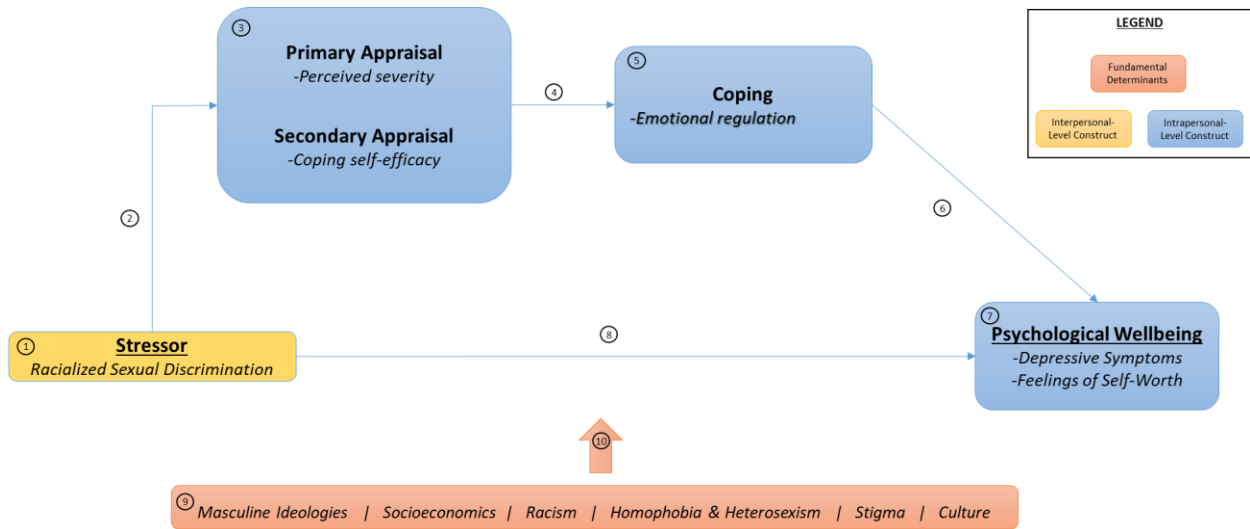 ③
Primary Appraisal
-Perceived severity
Secondary Appraisal
-Coping self-efficacy
④
⑤
Coping
-Emotional regulation
LEGEND
Fundamental
Determinants
Interpersonal-
Level Construct
Intrapersonal-
Level Construct
②
⑥
①
Stressor
Racialized Sexual Discrimination
⑧
⑦
Psychological Wellbeing
-Depressive Symptoms
-Feelings of Self-Worth
⑩
⑨
Masculine Ideologies | Socioeconomics | Racism | Homophobia & Heterosexism | Stigma | Culture